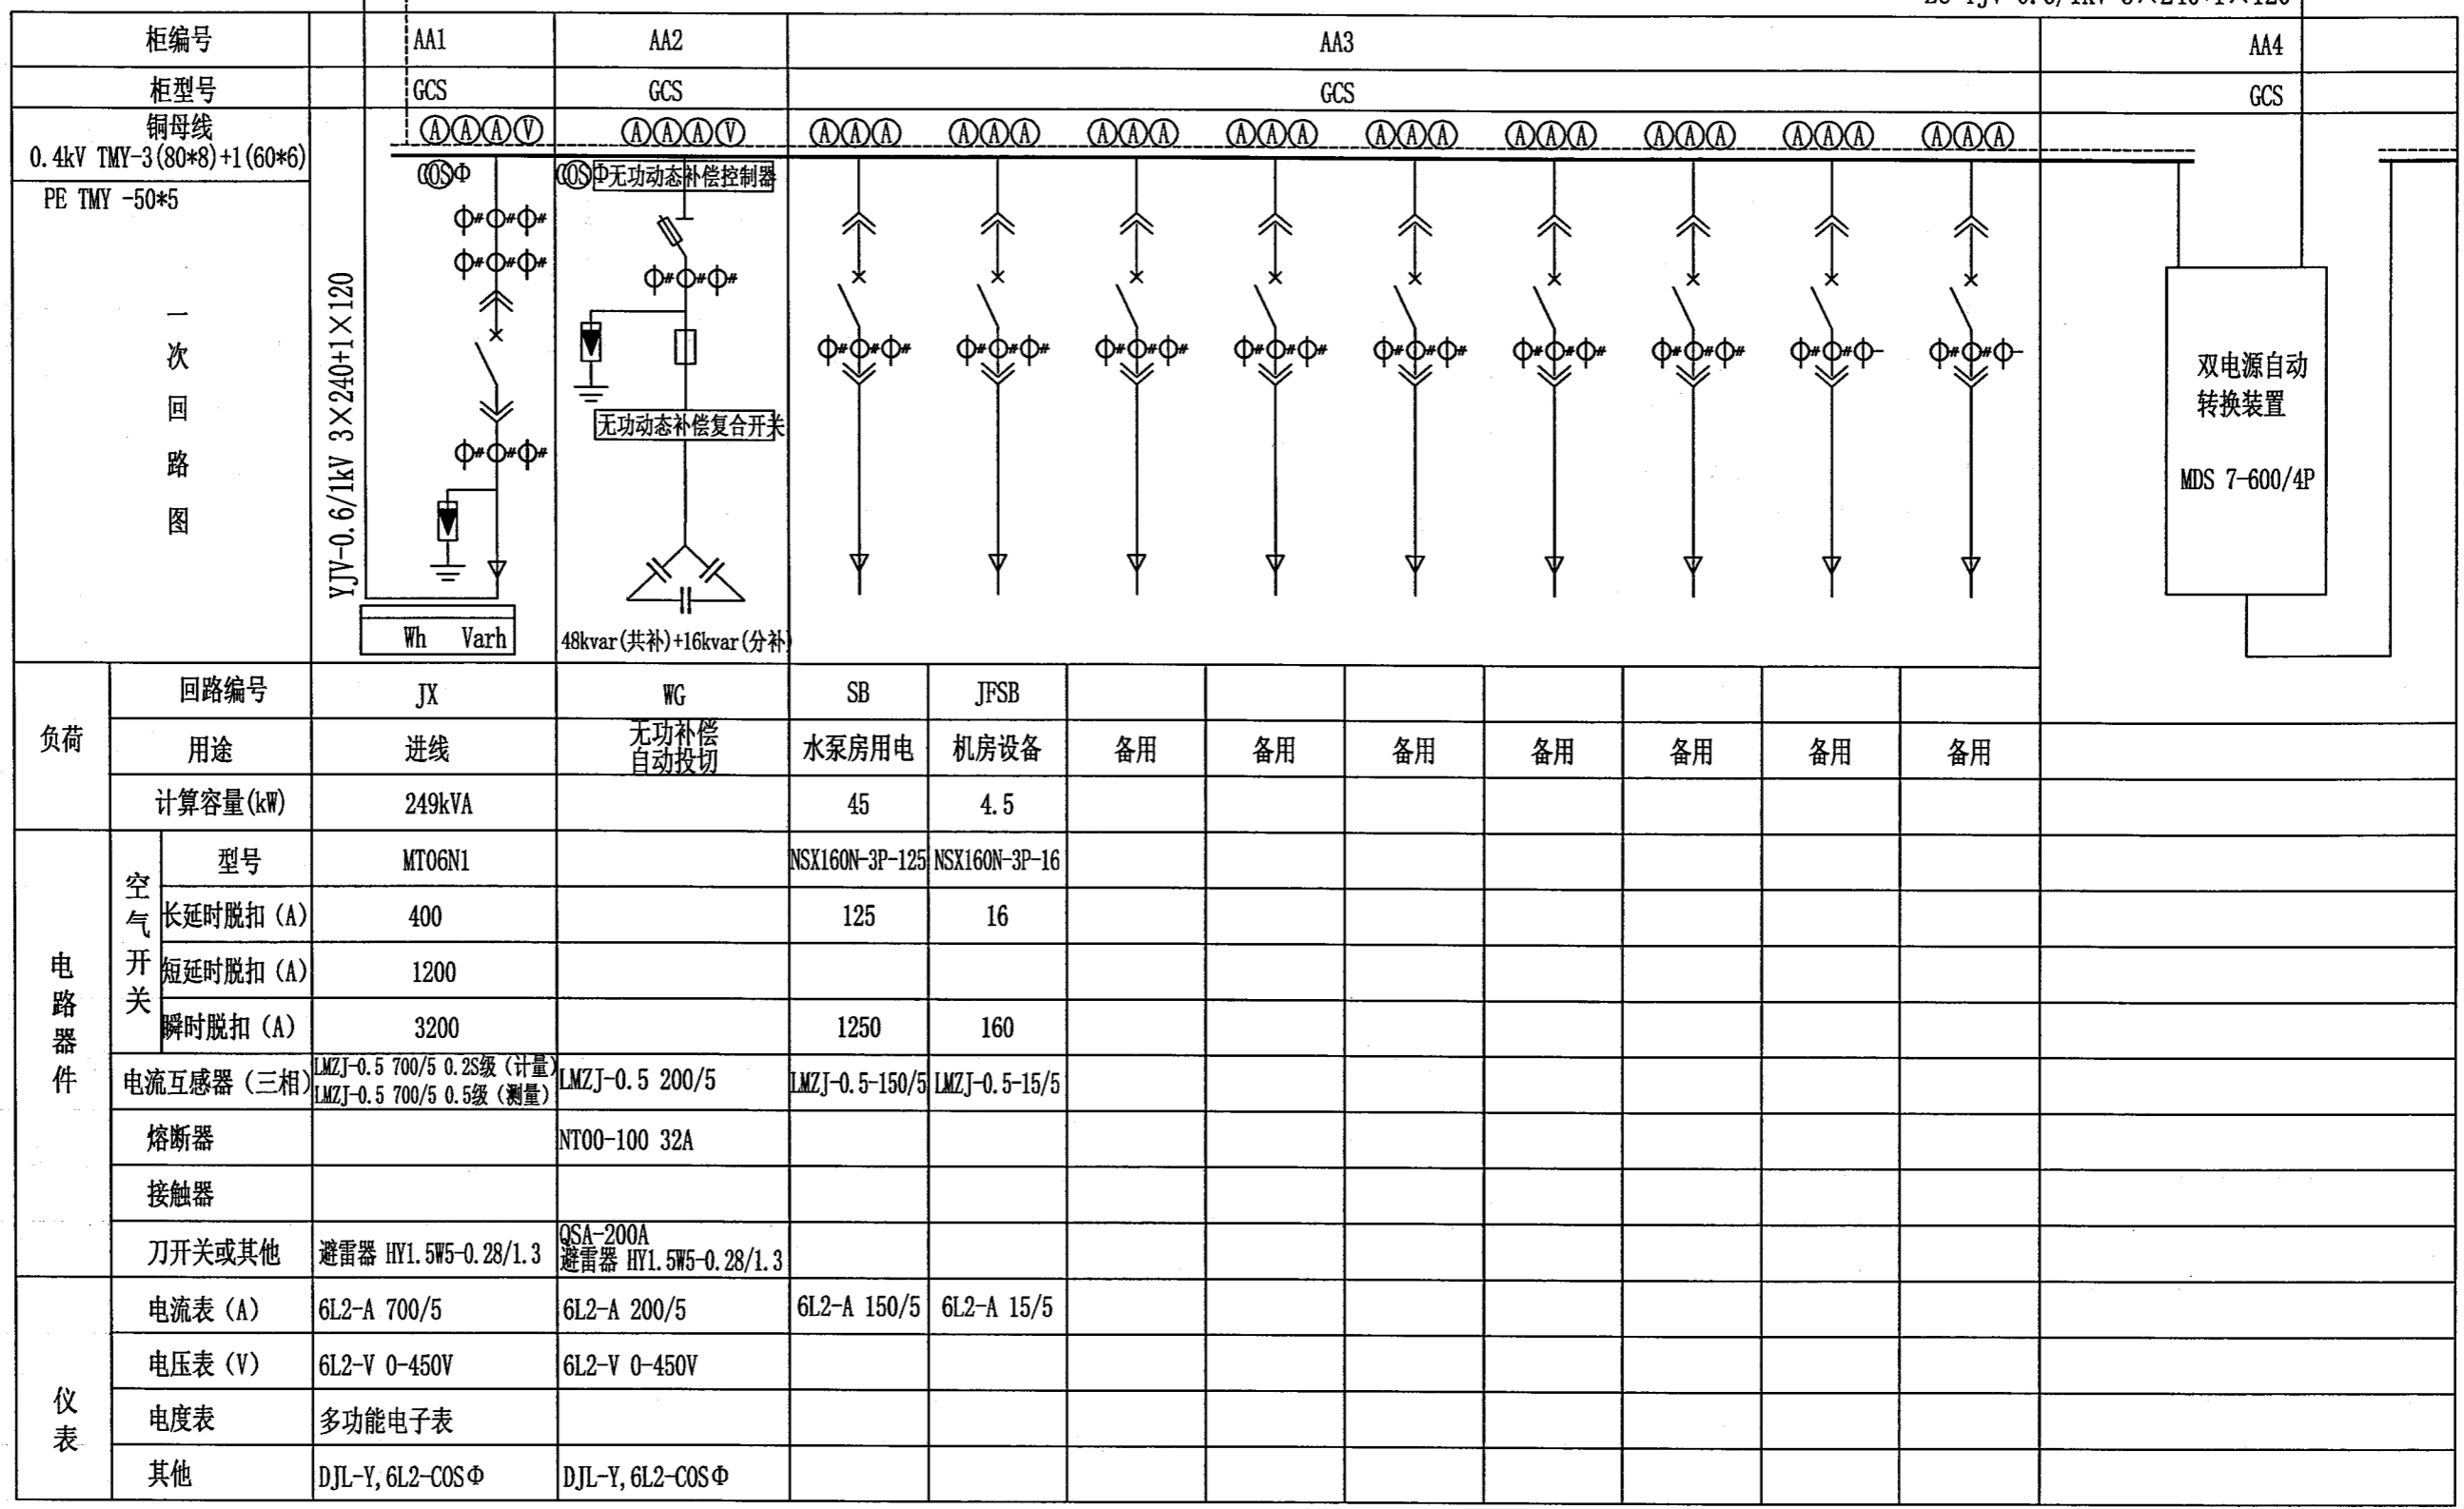 柜编号 AA1 AA2 AA3 AA4
柜型号 GCS GCS GCS GCS
铜母线
0.4kV TMY-3(80*8)+1(60*6)
PE TMY -50*5
一次回路图
Ⓐ Ⓐ Ⓐ Ⓥ Ⓐ Ⓐ Ⓐ Ⓥ Ⓐ Ⓐ Ⓐ Ⓐ Ⓐ Ⓐ Ⓐ Ⓐ Ⓐ Ⓐ Ⓐ Ⓐ Ⓐ Ⓐ Ⓐ Ⓐ Ⓐ Ⓐ Ⓐ Ⓐ Ⓐ Ⓐ Ⓐ Ⓐ Ⓐ Ⓐ Ⓐ
COSΦ COSΦ 无功动态补偿控制器
YJV-0.6/1kV 3×240+1×120
无功动态补偿复合开关
双电源自动
转换装置
MDS 7-600/4P
Wh Varh
48kvar(共补)+16kvar(分补)
负荷
回路编号 JX WG SB JFSB
用途 进线 无功补偿
自动投切 水泵房用电 机房设备 备用 备用 备用 备用 备用 备用 备用
计算容量(kW) 249kVA 45 4.5
电路器件
空气开关
型号 MT06N1 NSX160N-3P-125 NSX160N-3P-16
长延时脱扣 (A) 400 125 16
短延时脱扣 (A) 1200
瞬时脱扣 (A) 3200 1250 160
电流互感器 (三相) LMZJ-0.5 700/5 0.2S级 (计量)
LMZJ-0.5 700/5 0.5级 (测量) LMZJ-0.5 200/5 LMZJ-0.5-150/5 LMZJ-0.5-15/5
熔断器 NT00-100 32A
接触器
刀开关或其他 避雷器 HY1.5W5-0.28/1.3 QSA-200A
避雷器 HY1.5W5-0.28/1.3
仪表
电流表 (A) 6L2-A 700/5 6L2-A 200/5 6L2-A 150/5 6L2-A 15/5
电压表 (V) 6L2-V 0-450V 6L2-V 0-450V
电度表 多功能电子表
其他 DJL-Y,6L2-COSΦ DJL-Y,6L2-COSΦ